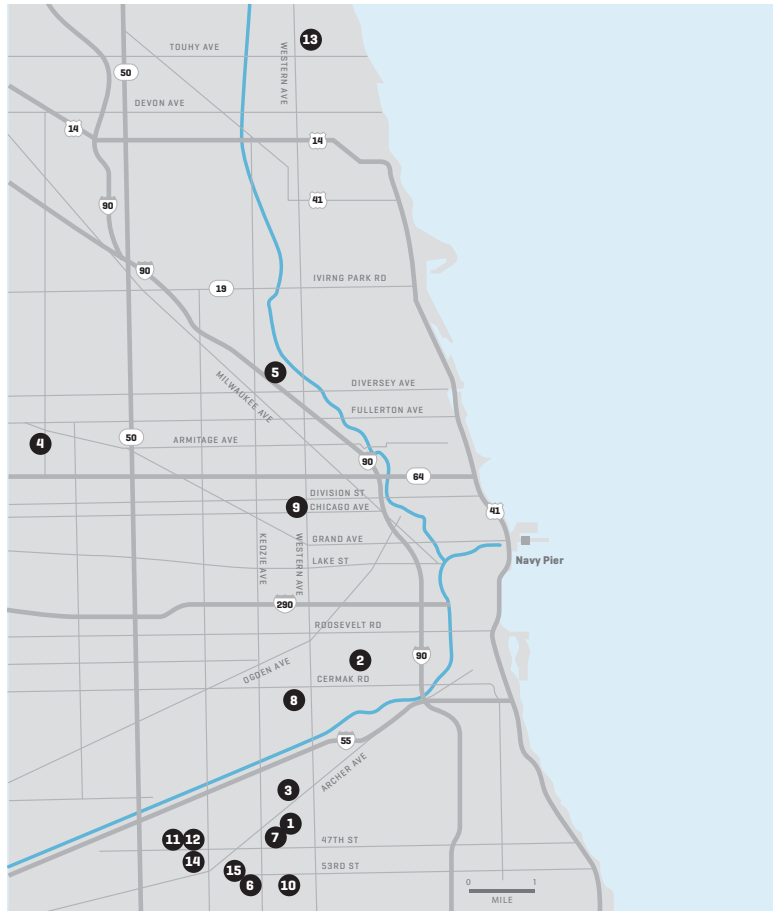 13
TOUHY AVE
WESTERN AVE
50
DEVON AVE
14
14
90
41
90
IVIRNG PARK RD
19
5
DIVERSEY AVE
MILWAUKEE AVE
FULLERTON AVE
50
ARMITAGE AVE
4
90
64
DIVISION ST
9
CHICAGO AVE
41
GRAND AVE
KEDZIE AVE
WESTERN AVE
LAKE ST
Navy Pier
290
ROOSEVELT RD
2
90
OGDEN AVE
CERMAK RD
8
55
ARCHER AVE
3
1
7
11
12
47TH ST
14
15
53RD ST
6
10
0
1
MILE